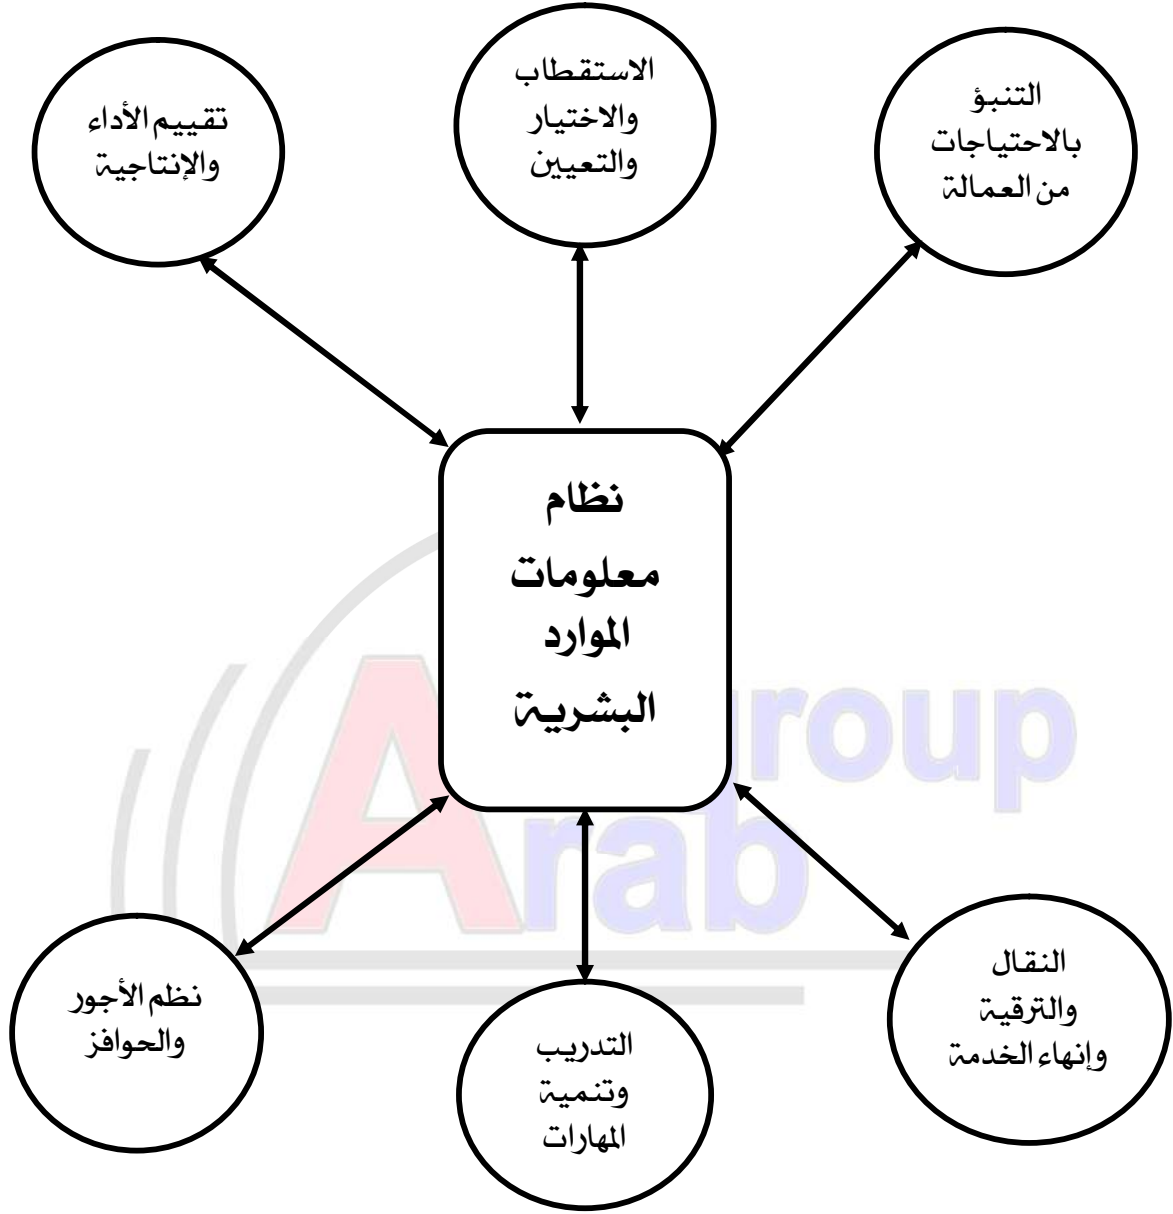 التنبؤ
بالاحتياجات
من العمالة
الاستقطاب
والاختيار
والتعيين
تقييم الأداء
والإنتاجية
نظام
معلومات
الموارد
البشرية
النقال
والترقية
وإنهاء الخدمة
التدريب
وتنمية
المهارات
نظم الأجور
والحوافز
group
Arab